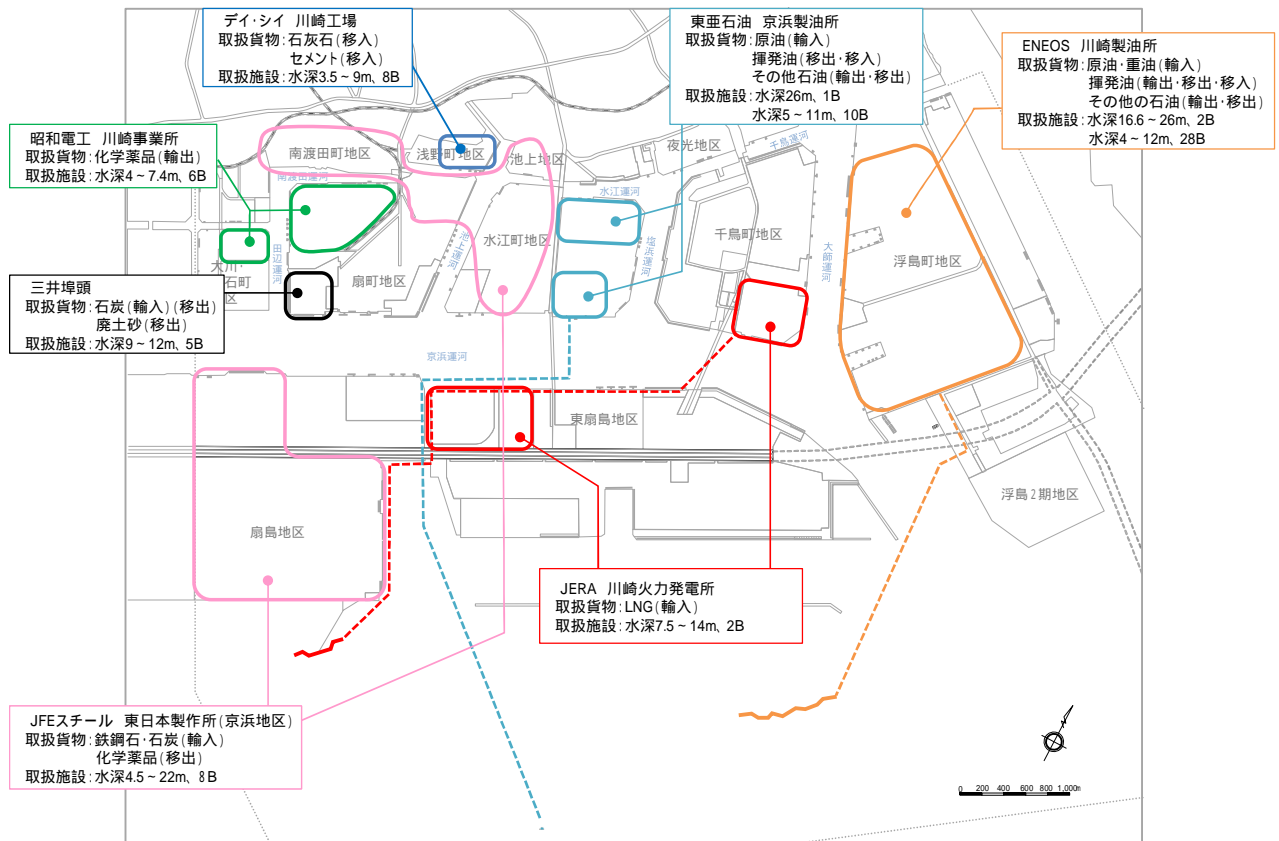 デイ・シイ 川崎工場
取扱貨物:石灰石(移入)
セメント(移入)
取扱施設:水深3.5~9m、8B
東亜石油 京浜製油所
取扱貨物:原油(輸入)
揮発油(移出・移入)
その他石油(輸出・移出)
取扱施設:水深26m、1B
水深5~11m、10B
ENEOS 川崎製油所
取扱貨物:原油・重油(輸入)
揮発油(輸出・移出・移入)
その他の石油(輸出・移出)
取扱施設:水深16.6~26m、2B
水深4~12m、28B
昭和電工 川崎事業所
取扱貨物:化学薬品(輸出)
取扱施設:水深4~7.4m、6B
南渡田町地区
浅野町地区
池上地区
夜光地区
千鳥運河
南渡田運河
水江運河
田辺運河
池上運河
水江町地区
塩浜運河
千鳥町地区
大師運河
浮島町地区
大川・
石町
区
扇町地区
三井埠頭
取扱貨物:石炭(輸入)(移出)
廃土砂(移出)
取扱施設:水深9~12m、5B
京浜運河
東扇島地区
浮島2期地区
扇島地区
JERA 川崎火力発電所
取扱貨物:LNG(輸入)
取扱施設:水深7.5~14m、2B
JFEスチール 東日本製作所(京浜地区)
取扱貨物:鉄鋼石・石炭(輸入)
化学薬品(移出)
取扱施設:水深4.5~22m、8B
0 200 400 600 800 1,000m